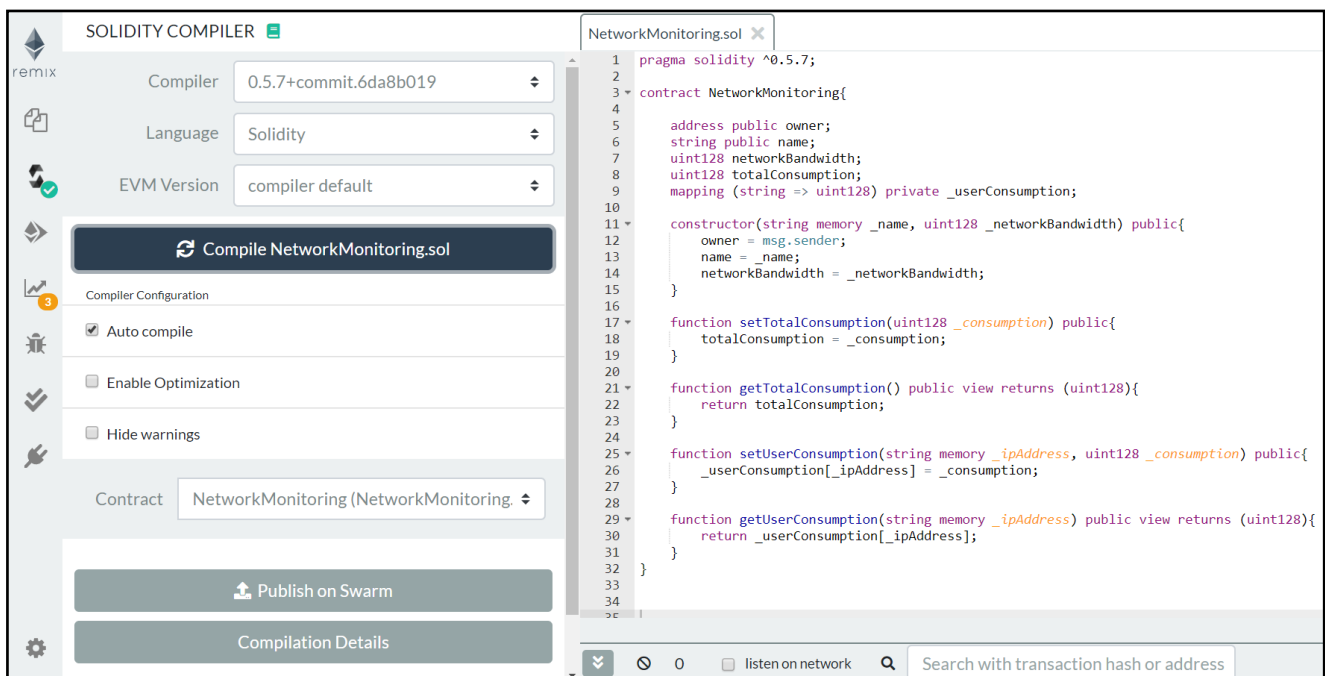 remix
3
SOLIDITY COMPILER
Compiler 0.5.7+commit.6da8b019
Language Solidity
EVM Version compiler default
Compile NetworkMonitoring.sol
Compiler Configuration
Auto compile
Enable Optimization
Hide warnings
Contract NetworkMonitoring (NetworkMonitoring.
Publish on Swarm
Compilation Details
NetworkMonitoring.sol
1 pragma solidity ^0.5.7;
2
3 contract NetworkMonitoring{
4
5 address public owner;
6 string public name;
7 uint128 networkBandwidth;
8 uint128 totalConsumption;
9 mapping (string => uint128) private _userConsumption;
10
11 constructor(string memory _name, uint128 _networkBandwidth) public{
12 owner = msg.sender;
13 name = _name;
14 networkBandwidth = _networkBandwidth;
15 }
16
17 function setTotalConsumption(uint128 _consumption) public{
18 totalConsumption = _consumption;
19 }
20
21 function getTotalConsumption() public view returns (uint128){
22 return totalConsumption;
23 }
24
25 function setUserConsumption(string memory _ipAddress, uint128 _consumption) public{
26 _userConsumption[_ipAddress] = _consumption;
27 }
28
29 function getUserConsumption(string memory _ipAddress) public view returns (uint128){
30 return _userConsumption[_ipAddress];
31 }
32 }
33
34
35
0 listen on network Search with transaction hash or address